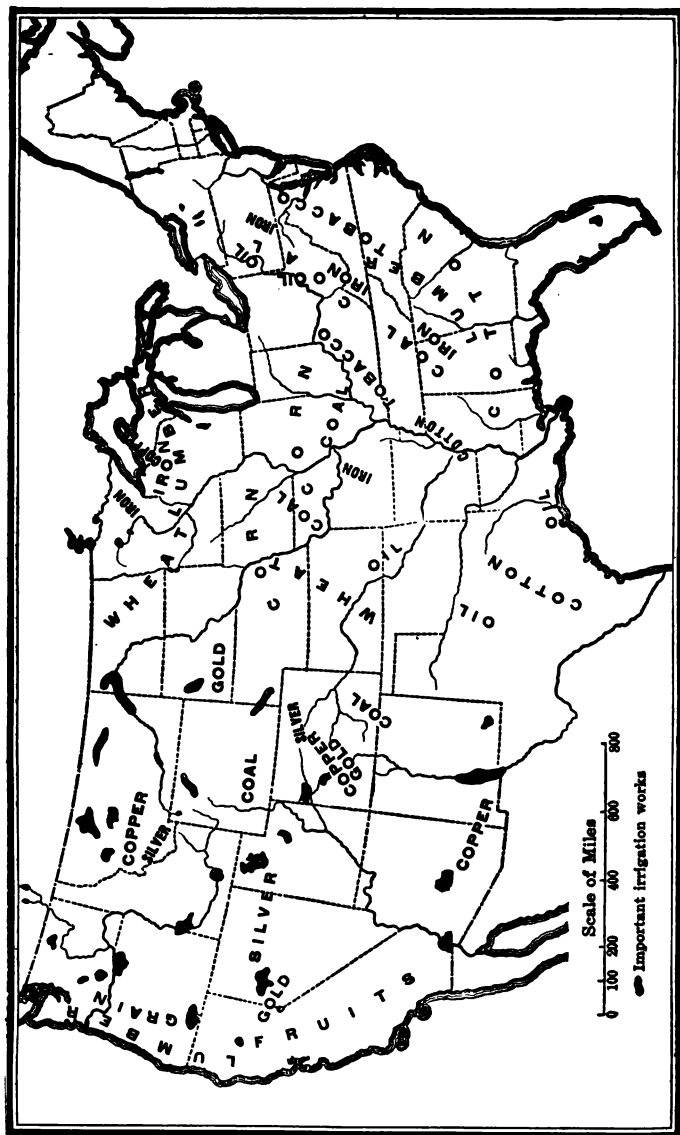 LUMBER
GRAIN
FRUITS
GOLD
SILVER
COPPER
SILVER
COPPER
COAL
GOLD
SILVER
COPPER
GOLD
COAL
WHEAT
IRON
COPPER
IRON
LUMBER
CORN
WHEAT
OIL
OIL
OIL
COTTON
COAL
CORN
COAL
IRON
TOBACCO
COTTON
COAL
IRON
COTTON
LUMBER
TOBACCO
IRON
COAL
OIL
OIL
IRON
Scale of Miles
0 100 200 400 600 800
Important irrigation works